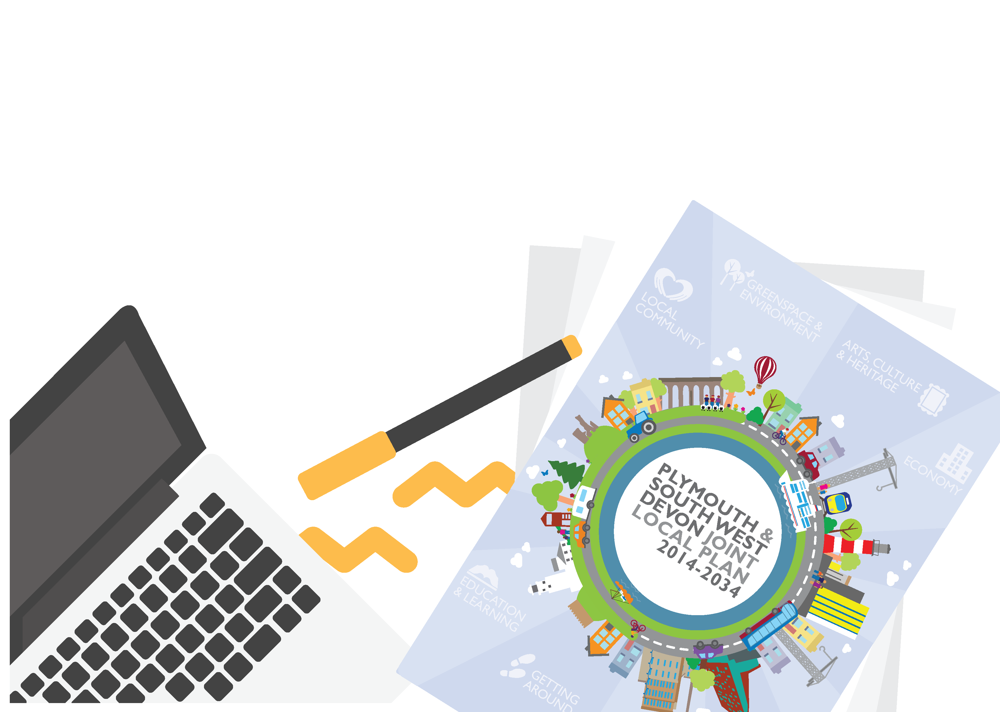 LOCAL
COMMUNITY
GREENSPACE &
ENVIRONMENT
ARTS, CULTURE
& HERITAGE
ECONOMY
PLYMOUTH &
SOUTH WEST
DEVON JOINT
LOCAL PLAN
2014-2034
EDUCATION
& LEARNING
GETTING
AROUND